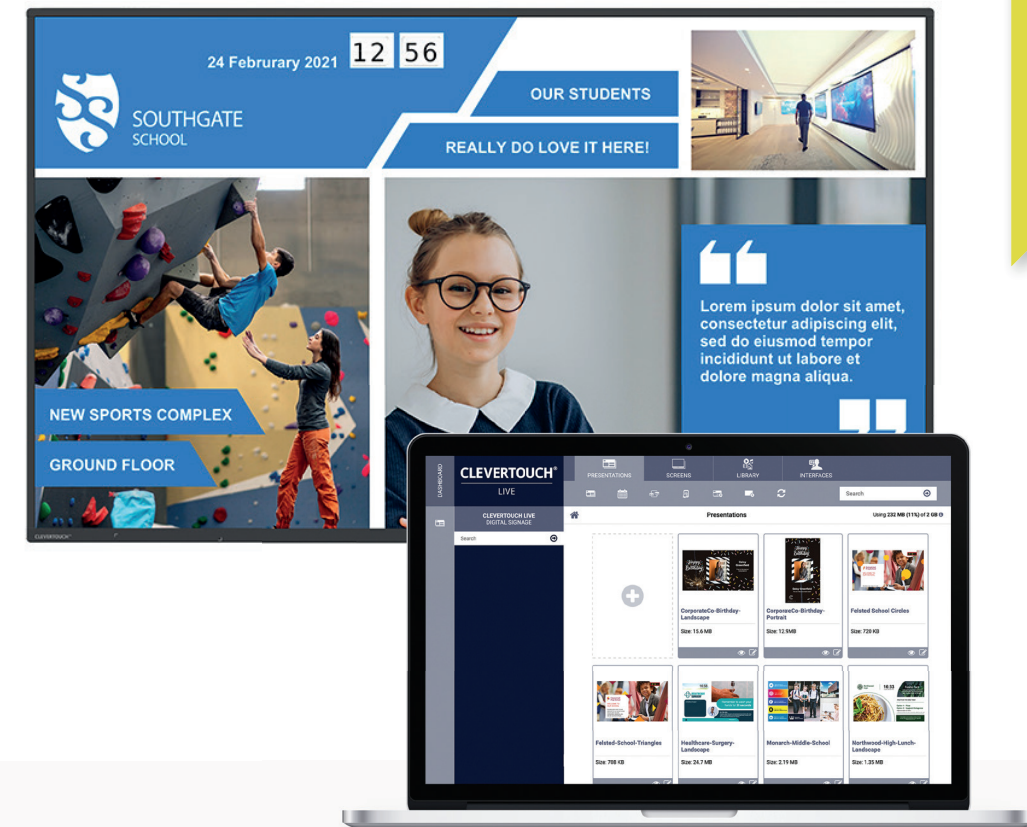 24 Februrary 2021 12 56
SOUTHGATE
SCHOOL
OUR STUDENTS
REALLY DO LOVE IT HERE!
NEW SPORTS COMPLEX
GROUND FLOOR
Lorem ipsum dolor sit amet,
consectetur adipiscing elit,
sed do eiusmod tempor
incididunt ut labore et
dolore magna aliqua.
CLEVERTOUCH
DASHBOARD
CLEVERTOUCH®
LIVE
PRESENTATIONS
SCREENS
LIBRARY
INTERFACES
Search
CLEVERTOUCH LIVE
DIGITAL SIGNAGE
Search
Presentations
Using 232 MB (11%) of 2 GB
CorporateCo-Birthday-
Landscape
Size: 15.6 MB
CorporateCo-Birthday-
Portrait
Size: 12.9MB
Felsted School Circles
Size: 720 KB
Felsted-School-Triangles
Size: 788 KB
Healthcare-Surgery-
Landscape
Size: 24.7 MB
Monarch-Middle-School
Size: 2.19 MB
Northwood-High-Lunch-
Landscape
Size: 1.35 MB